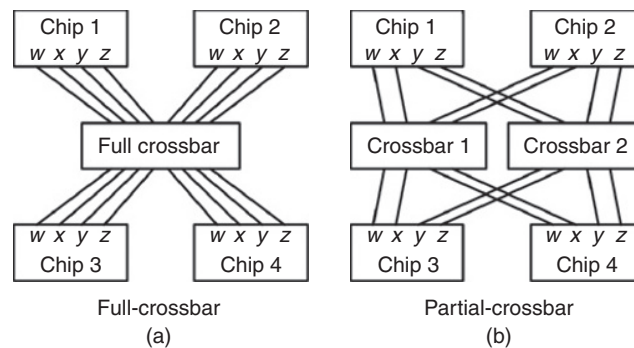 Chip 1
w x y z
Chip 2
w x y z
Full crossbar
w x y z
Chip 3
w x y z
Chip 4
Full-crossbar
(a)
Chip 1
w x y z
Chip 2
w x y z
Crossbar 1
Crossbar 2
w x y z
Chip 3
w x y z
Chip 4
Partial-crossbar
(b)